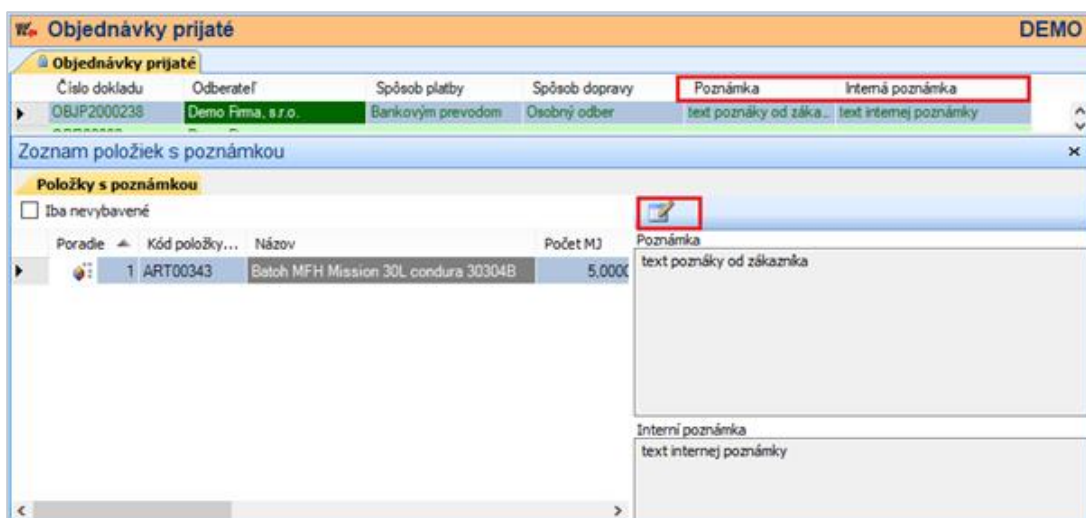 Objednávky prijaté DEMO
Objednávky prijaté
Číslo dokladu Odberateľ Spôsob platby Spôsob dopravy Poznámka Interná poznámka
OBJP2000238 Demo Firma, s.r.o. Bankovým prevodom Osobný odber text poznáky od záka... text internej poznámky
Zoznam položiek s poznámkou
Položky s poznámkou
Iba nevybavené
Poradie Kód položky... Názov Počet MJ Poznámka
1 ART00343 Batoh MFH Mission 30L condura 30304B 5,0000 text poznáky od zákazníka
Interní poznámka
text internej poznámky